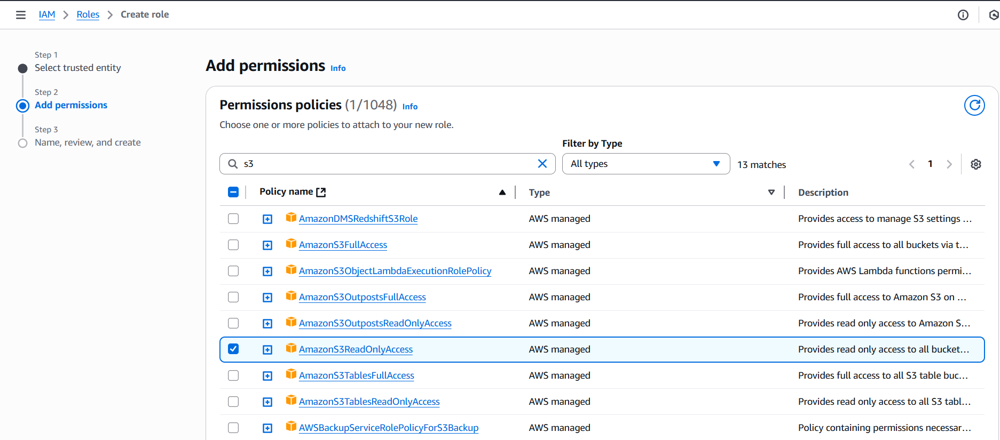 IAM > Roles > Create role
Step 1
Select trusted entity
Step 2
Add permissions
Step 3
Name, review, and create
Add permissions Info
Permissions policies (1/1048) Info
Choose one or more policies to attach to your new role.
Filter by Type
s3 All types 13 matches 1
Policy name Type Description
AmazonDMSRedshiftS3Role AWS managed Provides access to manage S3 settings ...
AmazonS3FullAccess AWS managed Provides full access to all buckets via t...
AmazonS3ObjectLambdaExecutionRolePolicy AWS managed Provides AWS Lambda functions permi...
AmazonS3OutpostsFullAccess AWS managed Provides full access to Amazon S3 on ...
AmazonS3OutpostsReadOnlyAccess AWS managed Provides read only access to Amazon S...
AmazonS3ReadOnlyAccess AWS managed Provides read only access to all bucket...
AmazonS3TablesFullAccess AWS managed Provides full access to all S3 table buc...
AmazonS3TablesReadOnlyAccess AWS managed Provides read only access to all S3 tabl...
AWSBackupServiceRolePolicyForS3Backup AWS managed Policy containing permissions necessar...